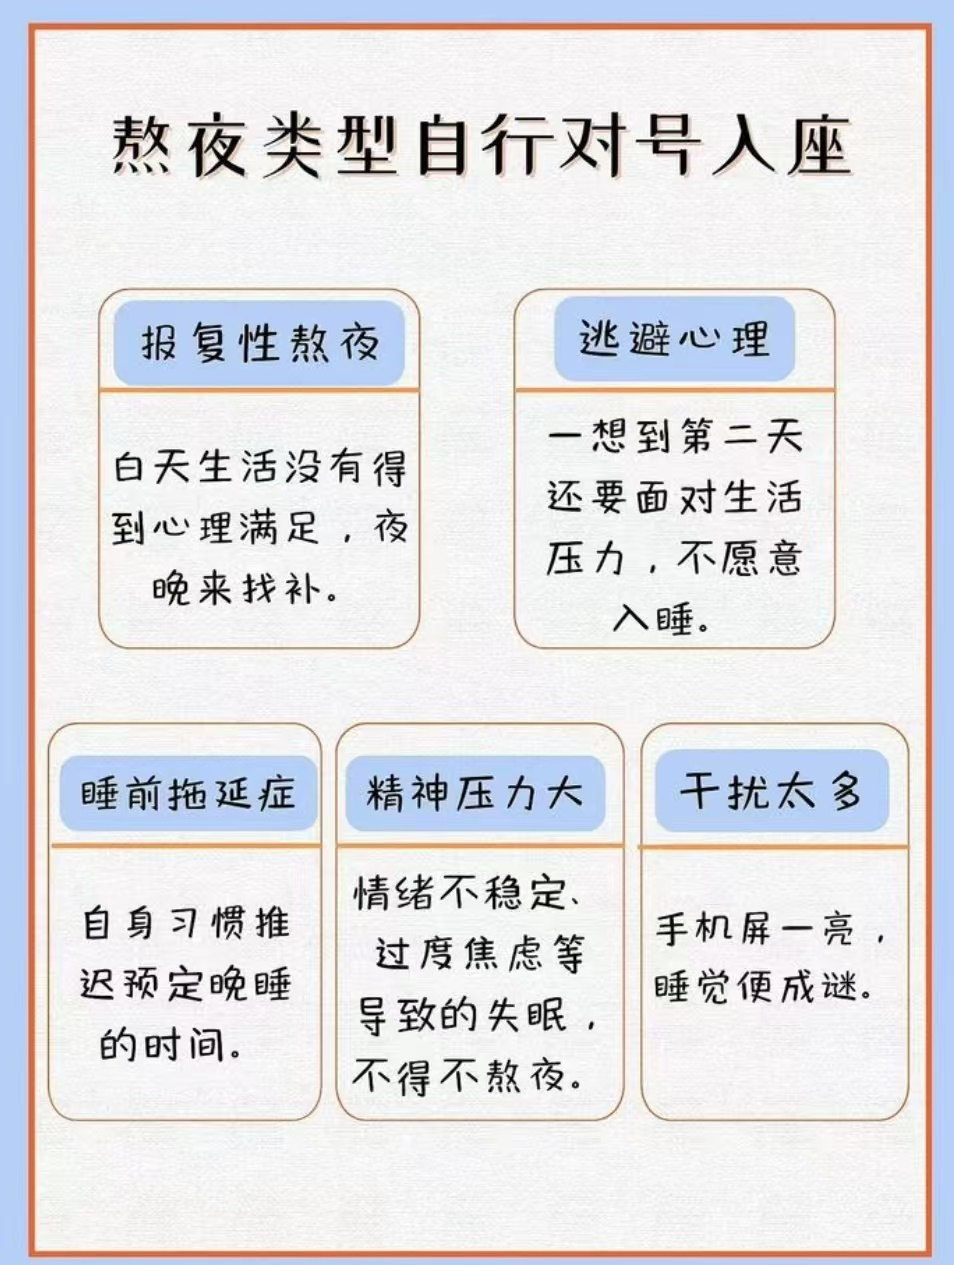 熬夜类型自行对号入座
报复性熬夜
白天生活没有得
到心理满足，夜
晚来找补。
逃避心理
一想到第二天
还要面对生活
压力，不愿意
入睡。
睡前拖延症
自身习惯推
迟预定晚睡
的时间。
精神压力大
情绪不稳定、
过度焦虑等
导致的失眠，
不得不熬夜。
干扰太多
手机屏一亮，
睡觉便成谜。